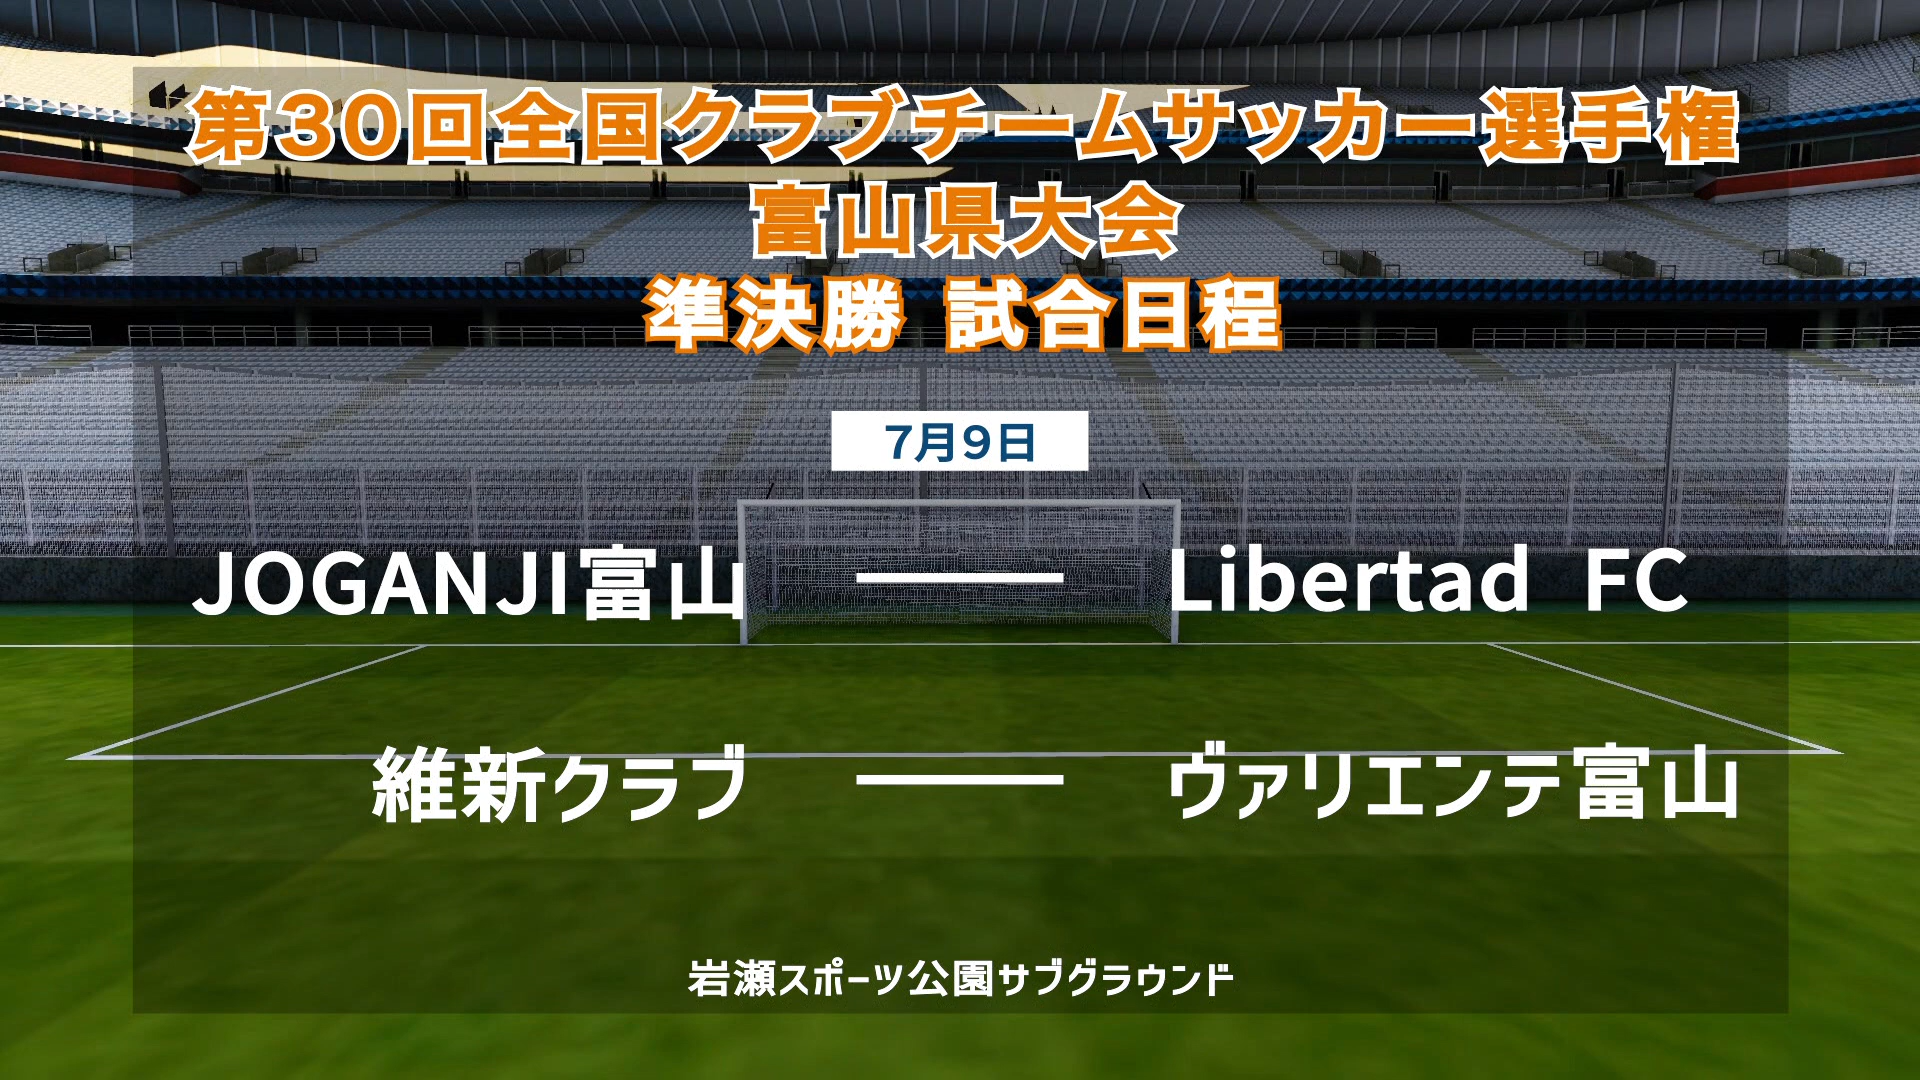 第30回全国クラブチームサッカー選手権
富山県大会
準決勝 試合日程
7月9日
JOGANJI富山 ― Libertad FC
維新クラブ ― ヴァリエンテ富山
岩瀬スポーツ公園サブグラウンド